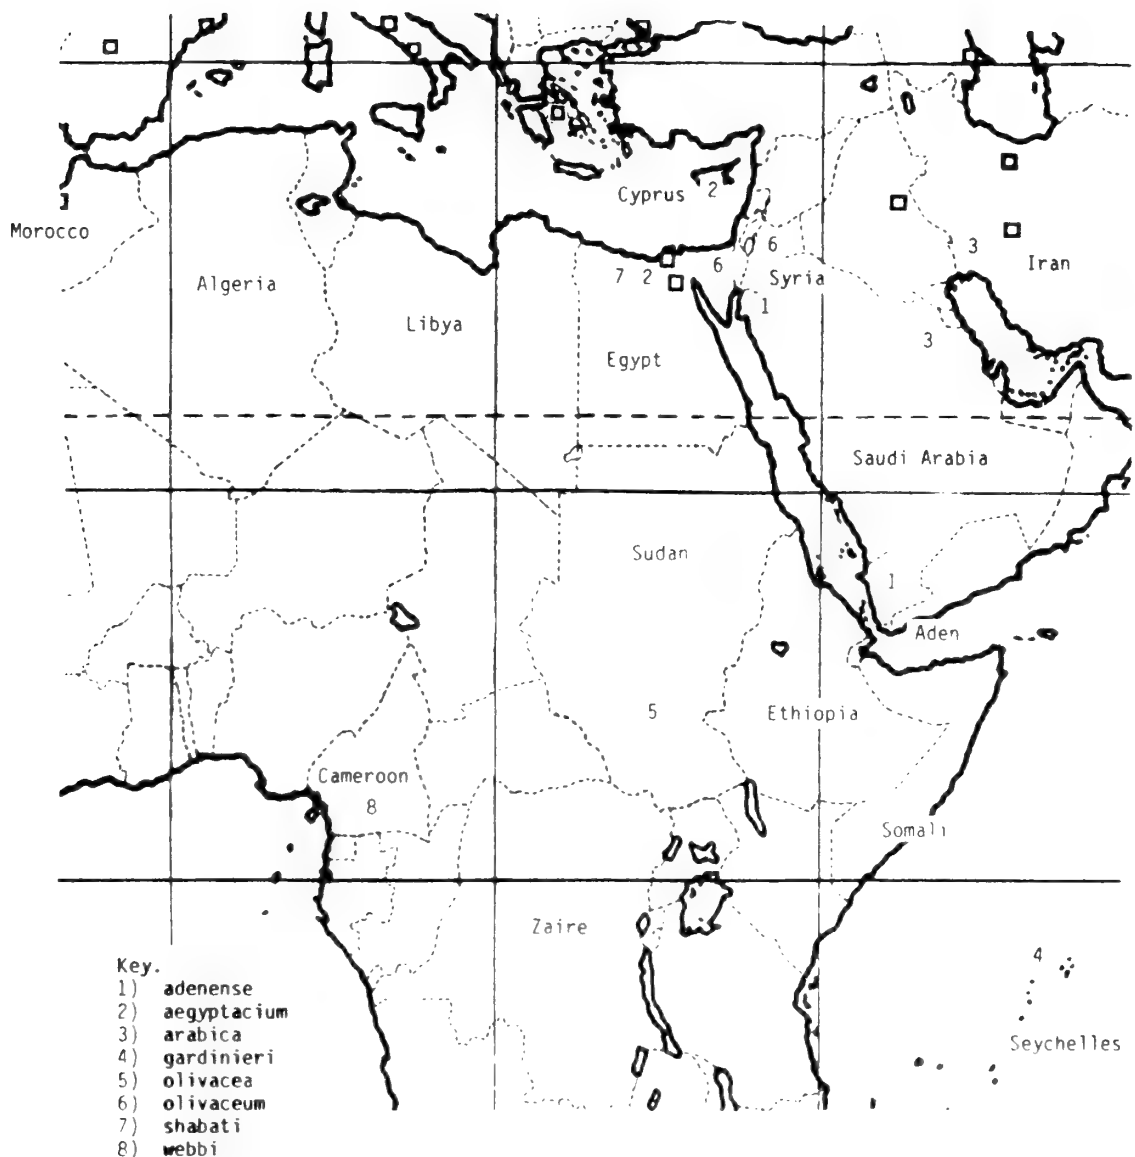 Cyprus 2
Morocco
6
3
Algeria
7 2 6
Syria
Iran
1
Libya
3
Egypt
Saudi Arabia
Sudan
1
Aden
5
Ethiopia
Cameroon
8
Somali
Zaire
4
Seychelles
Key.
1) adenense
2) aegyptacium
3) arabica
4) gardinieri
5) olivacea
6) olivaceum
7) shabati
8) webbi